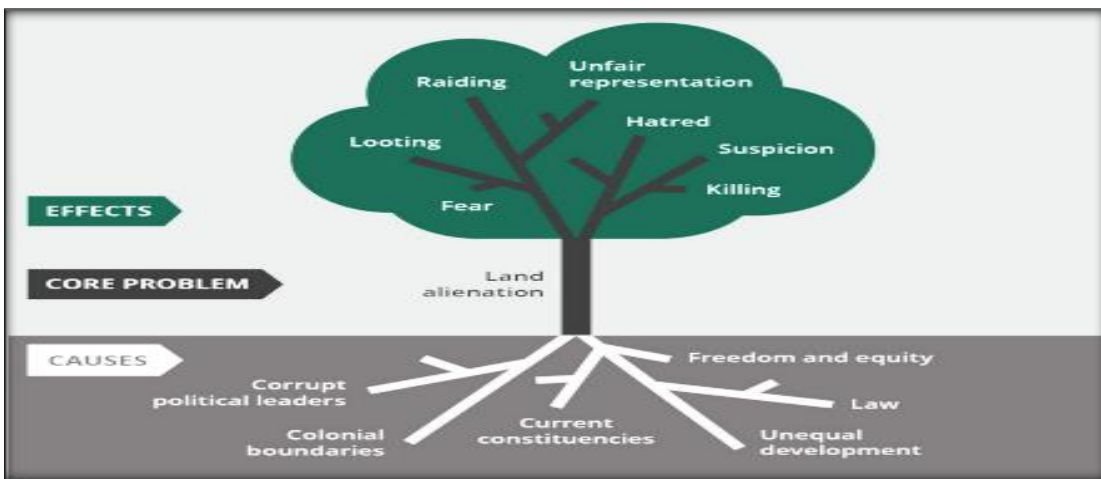 Unfair
representation
Raiding
Hatred
Looting
Suspicion
Killing
Fear
EFFECTS
CORE PROBLEM
Land
alienation
CAUSES
Freedom and equity
Corrupt
political leaders
Law
Current
constituencies
Colonial
boundaries
Unequal
development